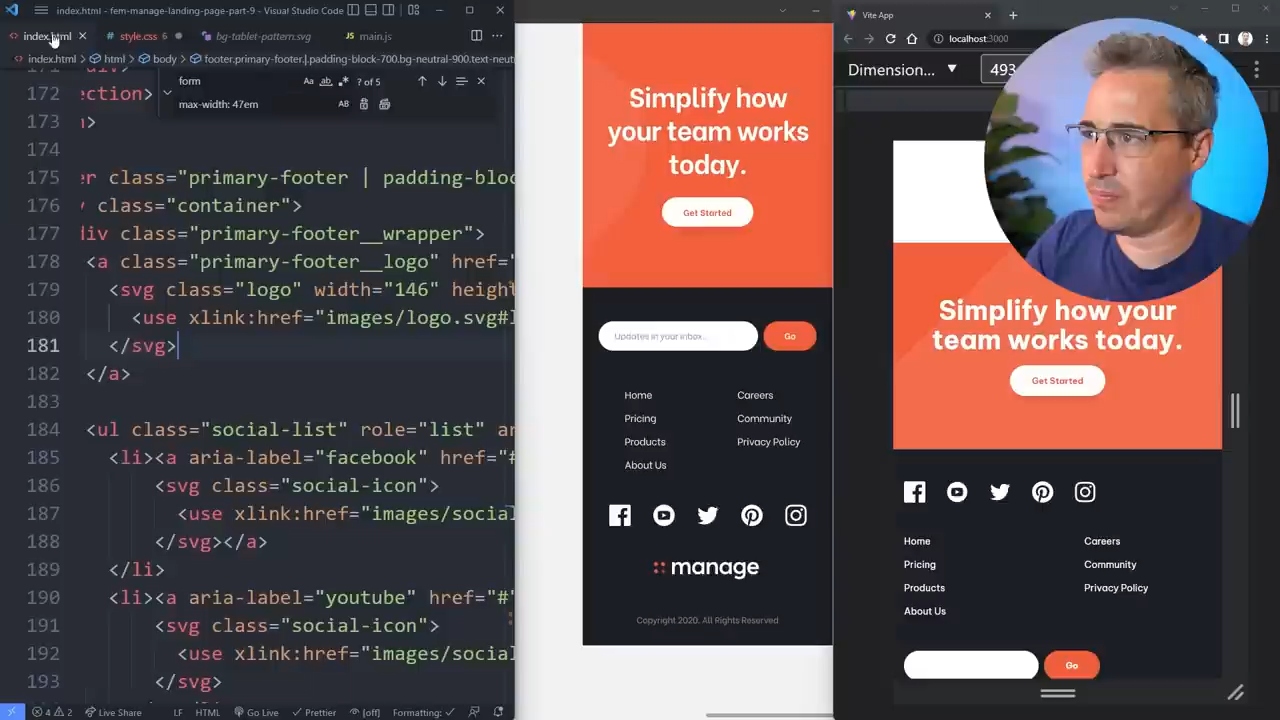 index.html - fem-manage-landing-page-part-9 - Visual Studio Code
index.html
style.css 6
bg-tablet-pattern.svg
main.js
index.html > html > body > footer.primary-footer.|.padding-block-700.bg-neutral-900.text-neut
form
Aa ab .* ? of 5
max-width: 47em
AB
172 ection>
173 >
174
175 er class="primary-footer | padding-bloc
176 class="container">
177 div class="primary-footer__wrapper">
178 <a class="primary-footer__logo" href="
179 <svg class="logo" width="146" height
180 <use xlink:href="images/logo.svg#l
181 </svg>
182 </a>
183
184 <ul class="social-list" role="list" ar
185 <li><a aria-label="facebook" href="#
186 <svg class="social-icon">
187 <use xlink:href="images/social
188 </svg></a>
189 </li>
190 <li><a aria-label="youtube" href="#"
191 <svg class="social-icon">
192 <use xlink:href="images/social
193 </svg>
4 2 Live Share LF HTML Go Live Prettier [off] Formatting: ✓
Simplify how
your team works
today.
Get Started
Updates in your inbox...
Go
Home
Careers
Pricing
Community
Products
Privacy Policy
About Us
manage
Copyright 2020. All Rights Reserved
Vite App
localhost:3000
Dimension...
493
Simplify how your
team works today.
Get Started
Home
Careers
Pricing
Community
Products
Privacy Policy
About Us
Go